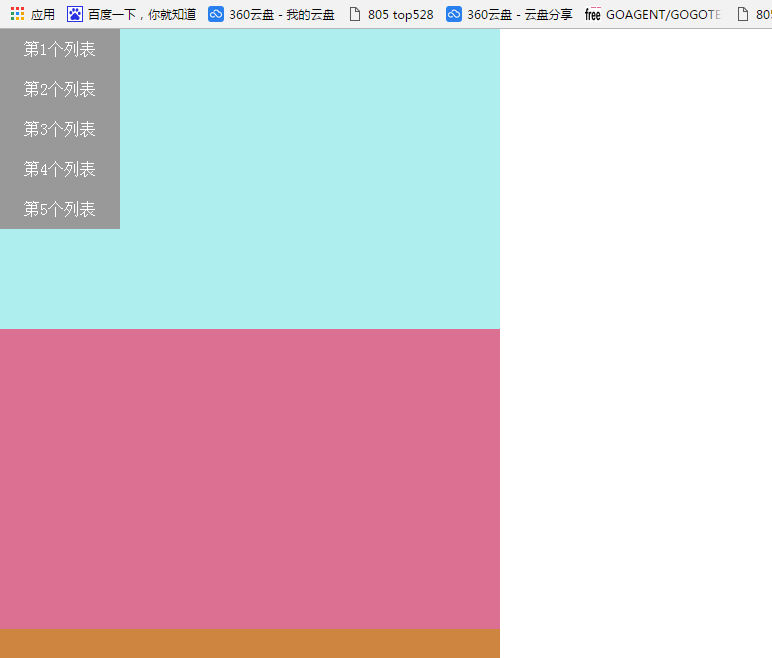 应用 百度一下，你就知道 360云盘 - 我的云盘 805 top528 360云盘 - 云盘分享 free GOAGENT/GOGOTE 805
第1个列表
第2个列表
第3个列表
第4个列表
第5个列表